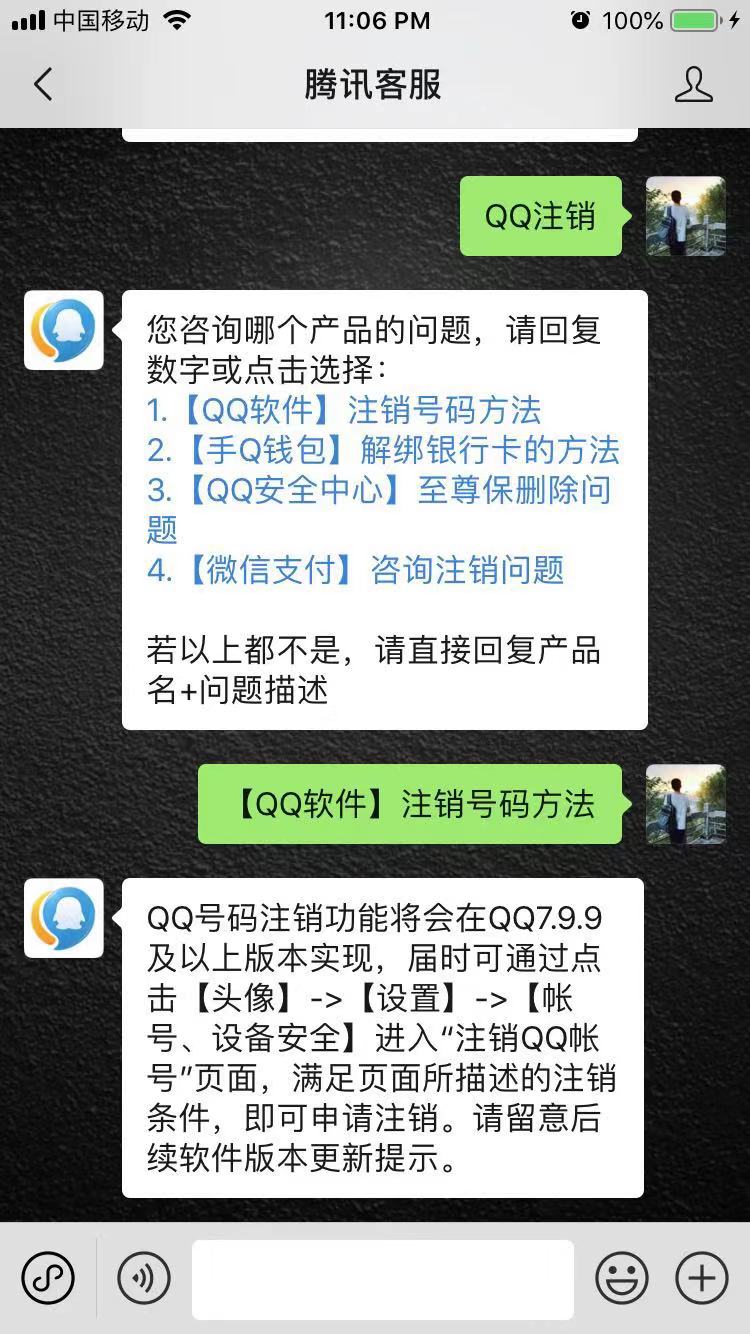 中国移动 11:06 PM 100%
腾讯客服
QQ注销
您咨询哪个产品的问题，请回复
数字或点击选择：
1.【QQ软件】注销号码方法
2.【手Q钱包】解绑银行卡的方法
3.【QQ安全中心】至尊保删除问
题
4.【微信支付】咨询注销问题
若以上都不是，请直接回复产品
名+问题描述
【QQ软件】注销号码方法
QQ号码注销功能将会在QQ7.9.9
及以上版本实现，届时可通过点
击【头像】->【设置】->【帐
号、设备安全】进入“注销QQ帐
号”页面，满足页面所描述的注销
条件，即可申请注销。请留意后
续软件版本更新提示。